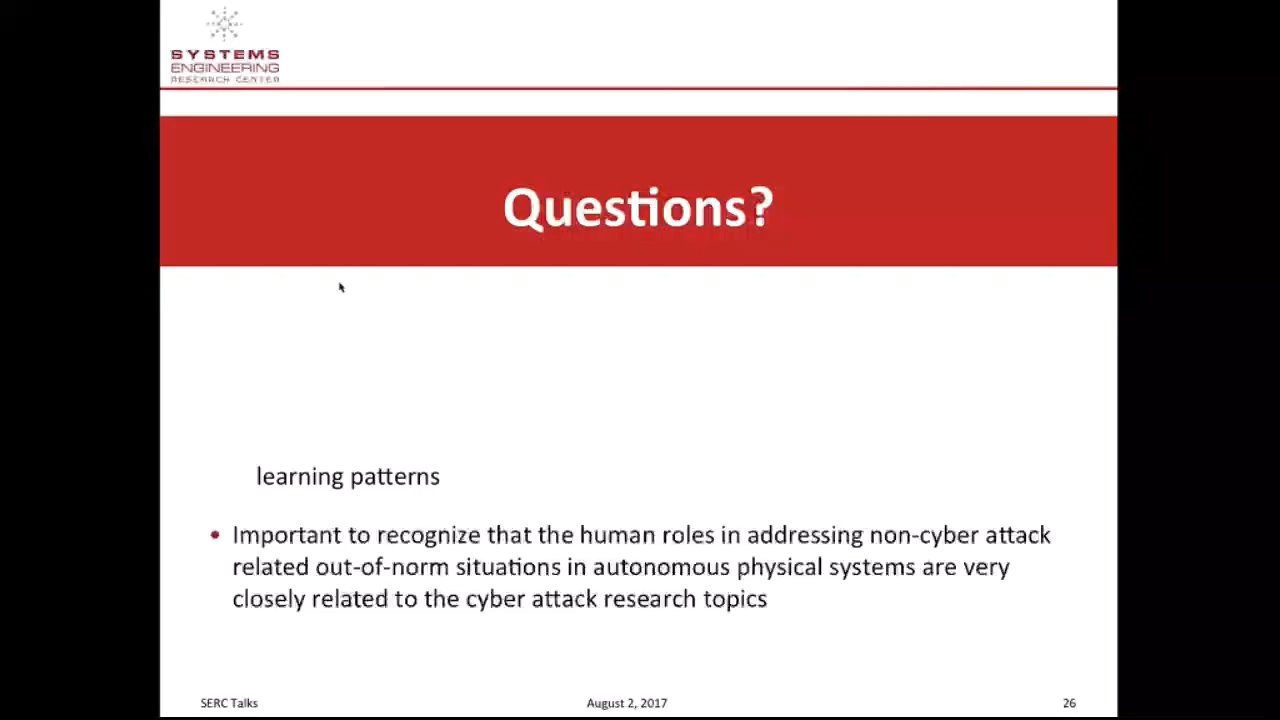 SYSTEMS
ENGINEERING
RESEARCH CENTER
Questions?
learning patterns
• Important to recognize that the human roles in addressing non-cyber attack
related out-of-norm situations in autonomous physical systems are very
closely related to the cyber attack research topics
SERC Talks
August 2, 2017
26